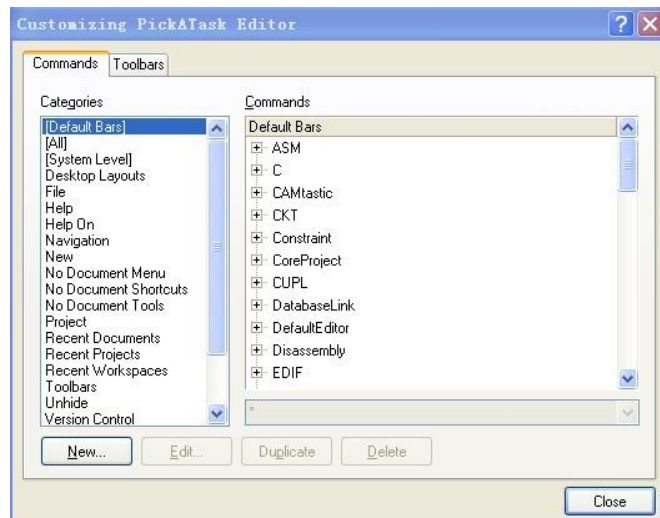 Customizing PickATask Editor
Commands Toolbars
Categories
[Default Bars]
[All]
[System Level]
Desktop Layouts
File
Help
Help On
Navigation
New
No Document Menu
No Document Shortcuts
No Document Tools
Project
Recent Documents
Recent Projects
Recent Workspaces
Toolbars
Unhide
Version Control
Commands
Default Bars
ASM
C
CAMtastic
CKT
Constraint
CoreProject
CUPL
DatabaseLink
DefaultEditor
Disassembly
EDIF
*
New... Edit... Duplicate Delete
Close